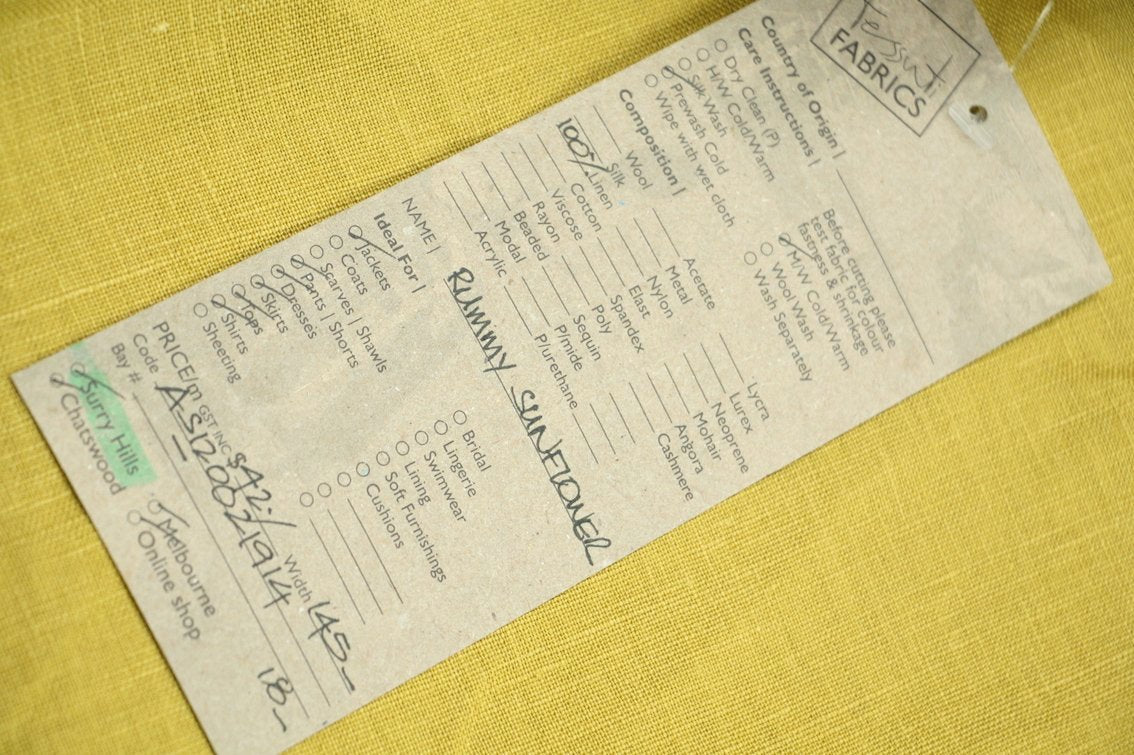 Tessuti
FABRICS
Country of Origin |
Care Instructions |
Dry Clean (P)
H/W Cold/Warm
Silk Wash
Prewash Cold
Wipe with wet cloth
Before cutting please
test fabric for colour
fastness & shrinkage
M/W Cold/Warm
Wool Wash
Wash Separately
Composition |
Wool
Silk
100% Linen
Cotton
Viscose
Rayon
Beaded
Modal
Acrylic
Acetate
Metal
Nylon
Elast
Spandex
Poly
Sequin
P/mide
P/urethane
Lycra
Lurex
Neoprene
Mohair
Angora
Cashmere
NAME | RUMMY SUNFLOWER
Ideal For |
Jackets
Coats
Scarves | Shawls
Pants | Shorts
Dresses
Skirts
Tops
Shirts
Sheeting
Bridal
Lingerie
Swimwear
Lining
Soft Furnishings
Cushions
PRICE/m GST INC $42./ Width 145
Code AS120021914
Bay # 18
Surry Hills
Chatswood
Melbourne
Online shop